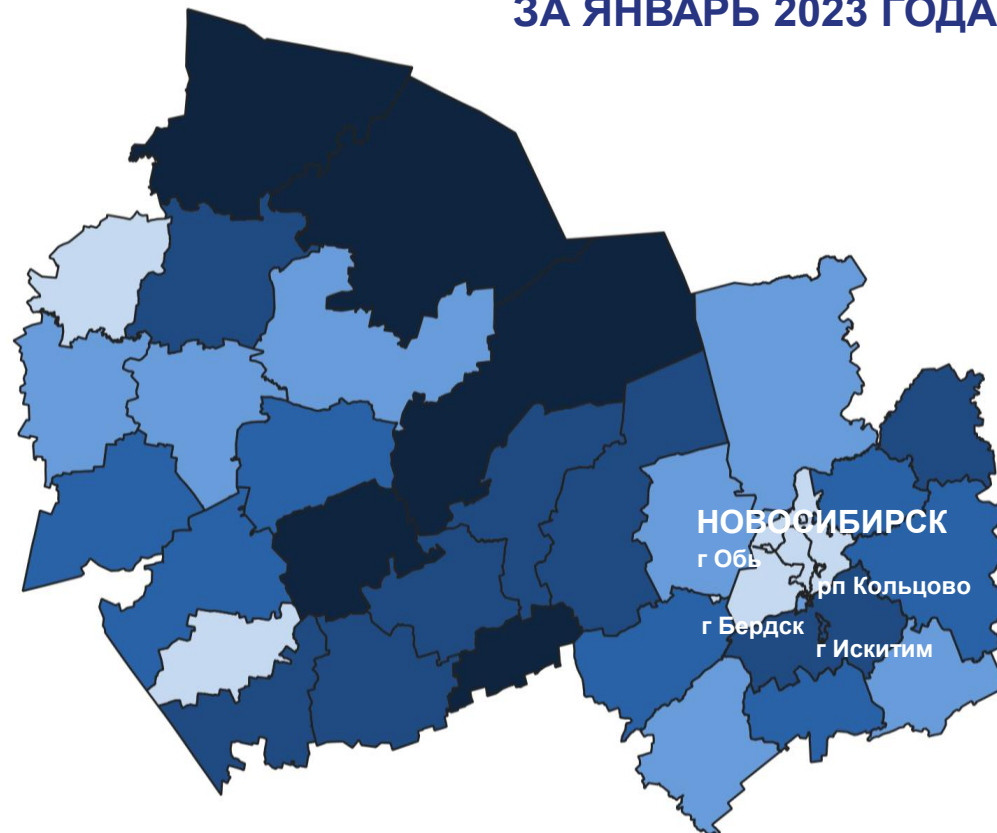 ЗА ЯНВАРЬ 2023 ГОДА
НОВОСИБИРСК
г Обь
рп Кольцово
г Бердск
г Искитим